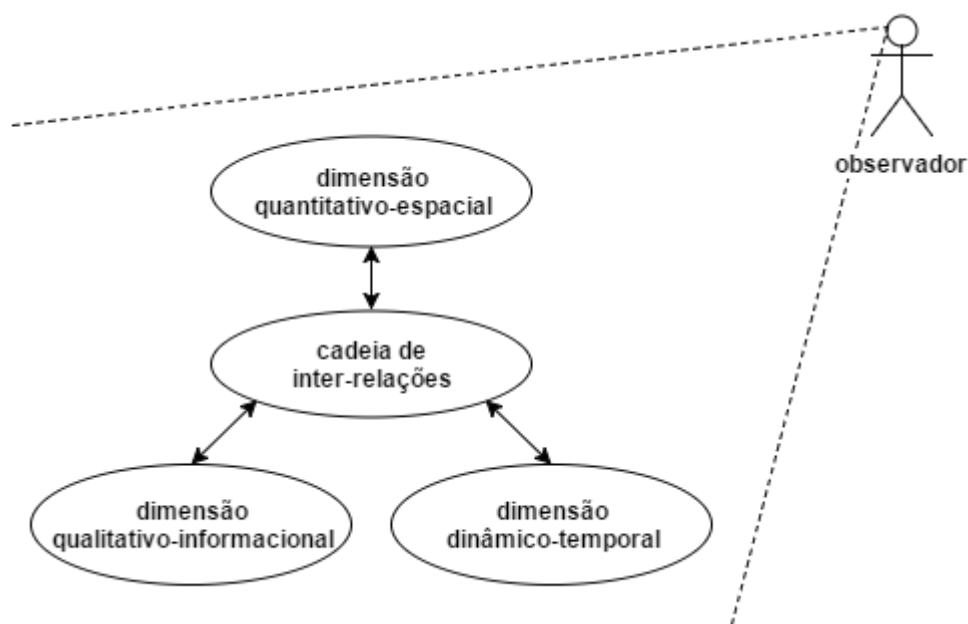 observador
dimensão
quantitativo-espacial
cadeia de
inter-relações
dimensão
qualitativo-informacional
dimensão
dinâmico-temporal